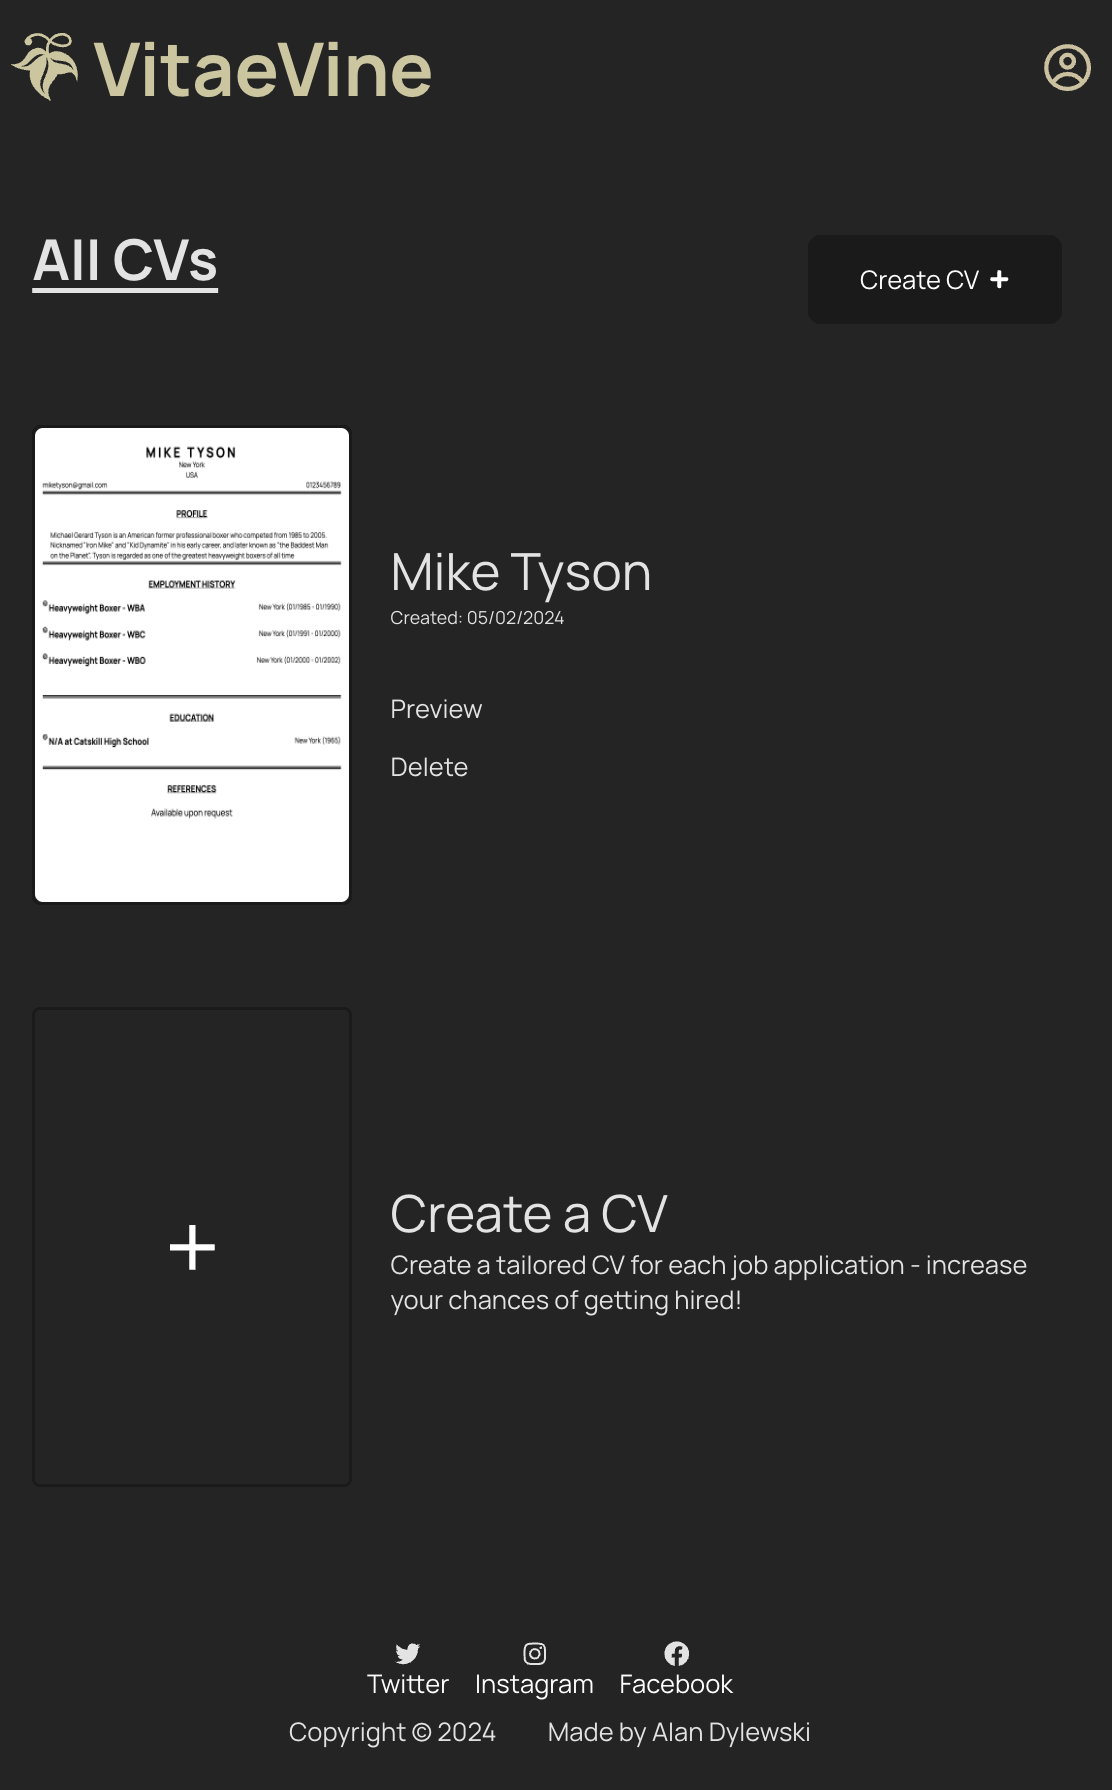 VitaeVine
All CVs
Create CV +
MIKE TYSON
New York
USA
miketyson@gmail.com 0123456789
PROFILE
Michael Gerard Tyson is an American former professional boxer who competed from 1985 to 2005.
Nicknamed "Iron Mike" and "Kid Dynamite" in his early career, and later known as "the Baddest Man
on the Planet", Tyson is regarded as one of the greatest heavyweight boxers of all time
EMPLOYMENT HISTORY
Heavyweight Boxer - WBA New York (01/1985 - 01/1990)
Heavyweight Boxer - WBC New York (01/1991 - 01/2000)
Heavyweight Boxer - WBO New York (01/2000 - 01/2002)
EDUCATION
N/A at Catskill High School New York (1965)
REFERENCES
Available upon request
Mike Tyson
Created: 05/02/2024
Preview
Delete
Create a CV
Create a tailored CV for each job application - increase
your chances of getting hired!
Twitter Instagram Facebook
Copyright © 2024 Made by Alan Dylewski